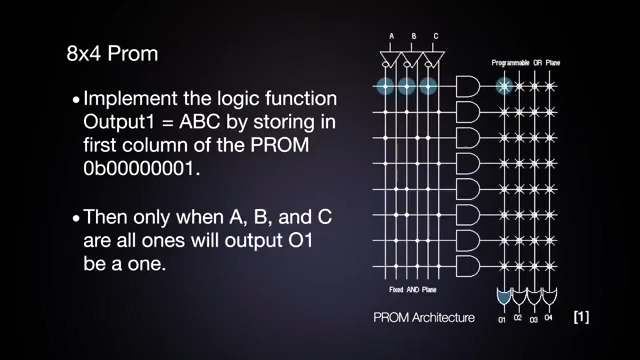 8x4 Prom
•Implement the logic function
Output1 = ABC by storing in
first column of the PROM
0b00000001.
•Then only when A, B, and C
are all ones will output O1
be a one.
A B C
Programmable OR Plane
Fixed AND Plane
O1 O2 O3 O4
PROM Architecture
[1]